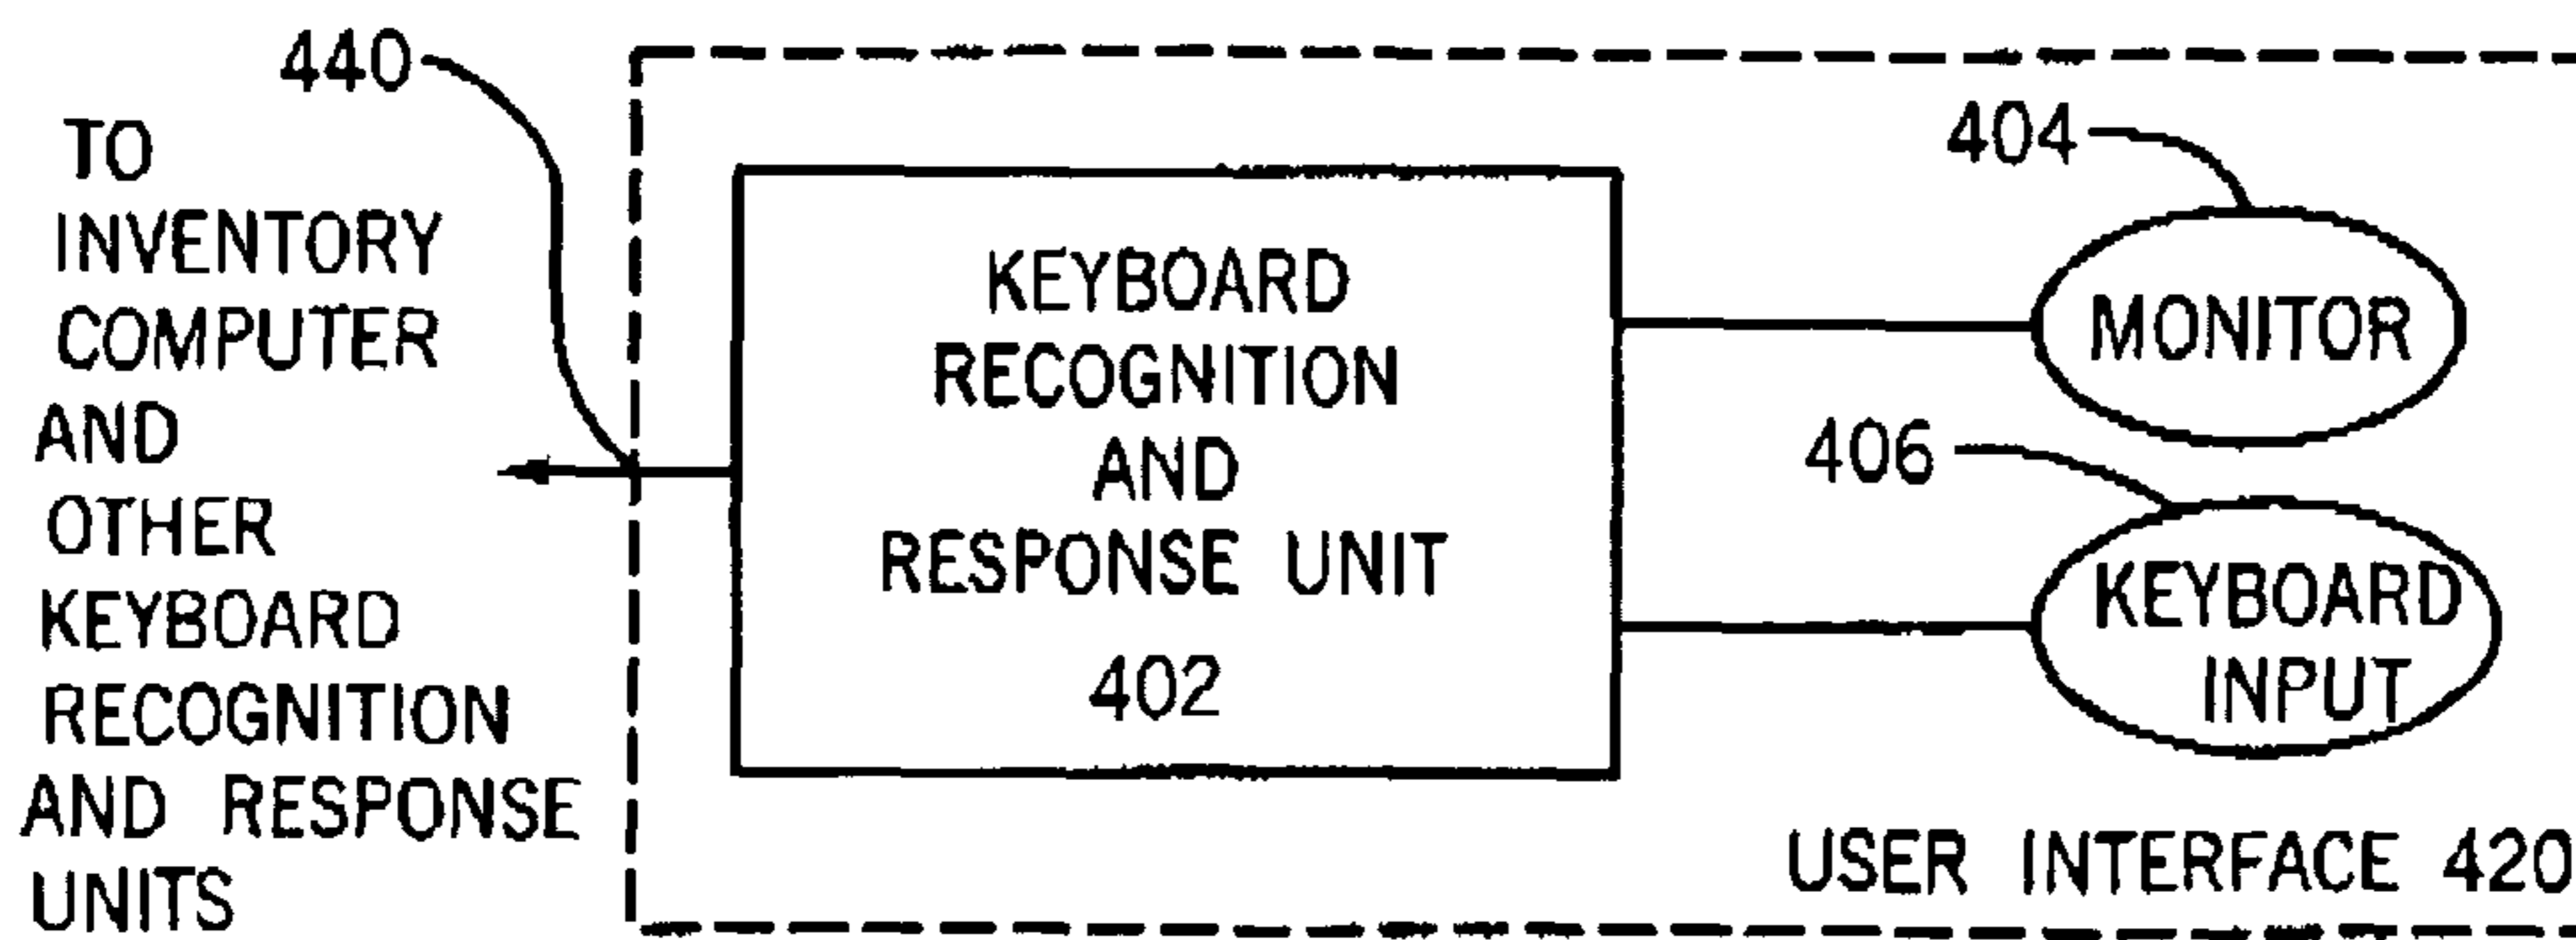 440
TO
INVENTORY
COMPUTER
AND
OTHER
KEYBOARD
RECOGNITION
AND RESPONSE
UNITS
KEYBOARD
RECOGNITION
AND
RESPONSE UNIT
402
404
MONITOR
406
KEYBOARD
INPUT
USER INTERFACE 420